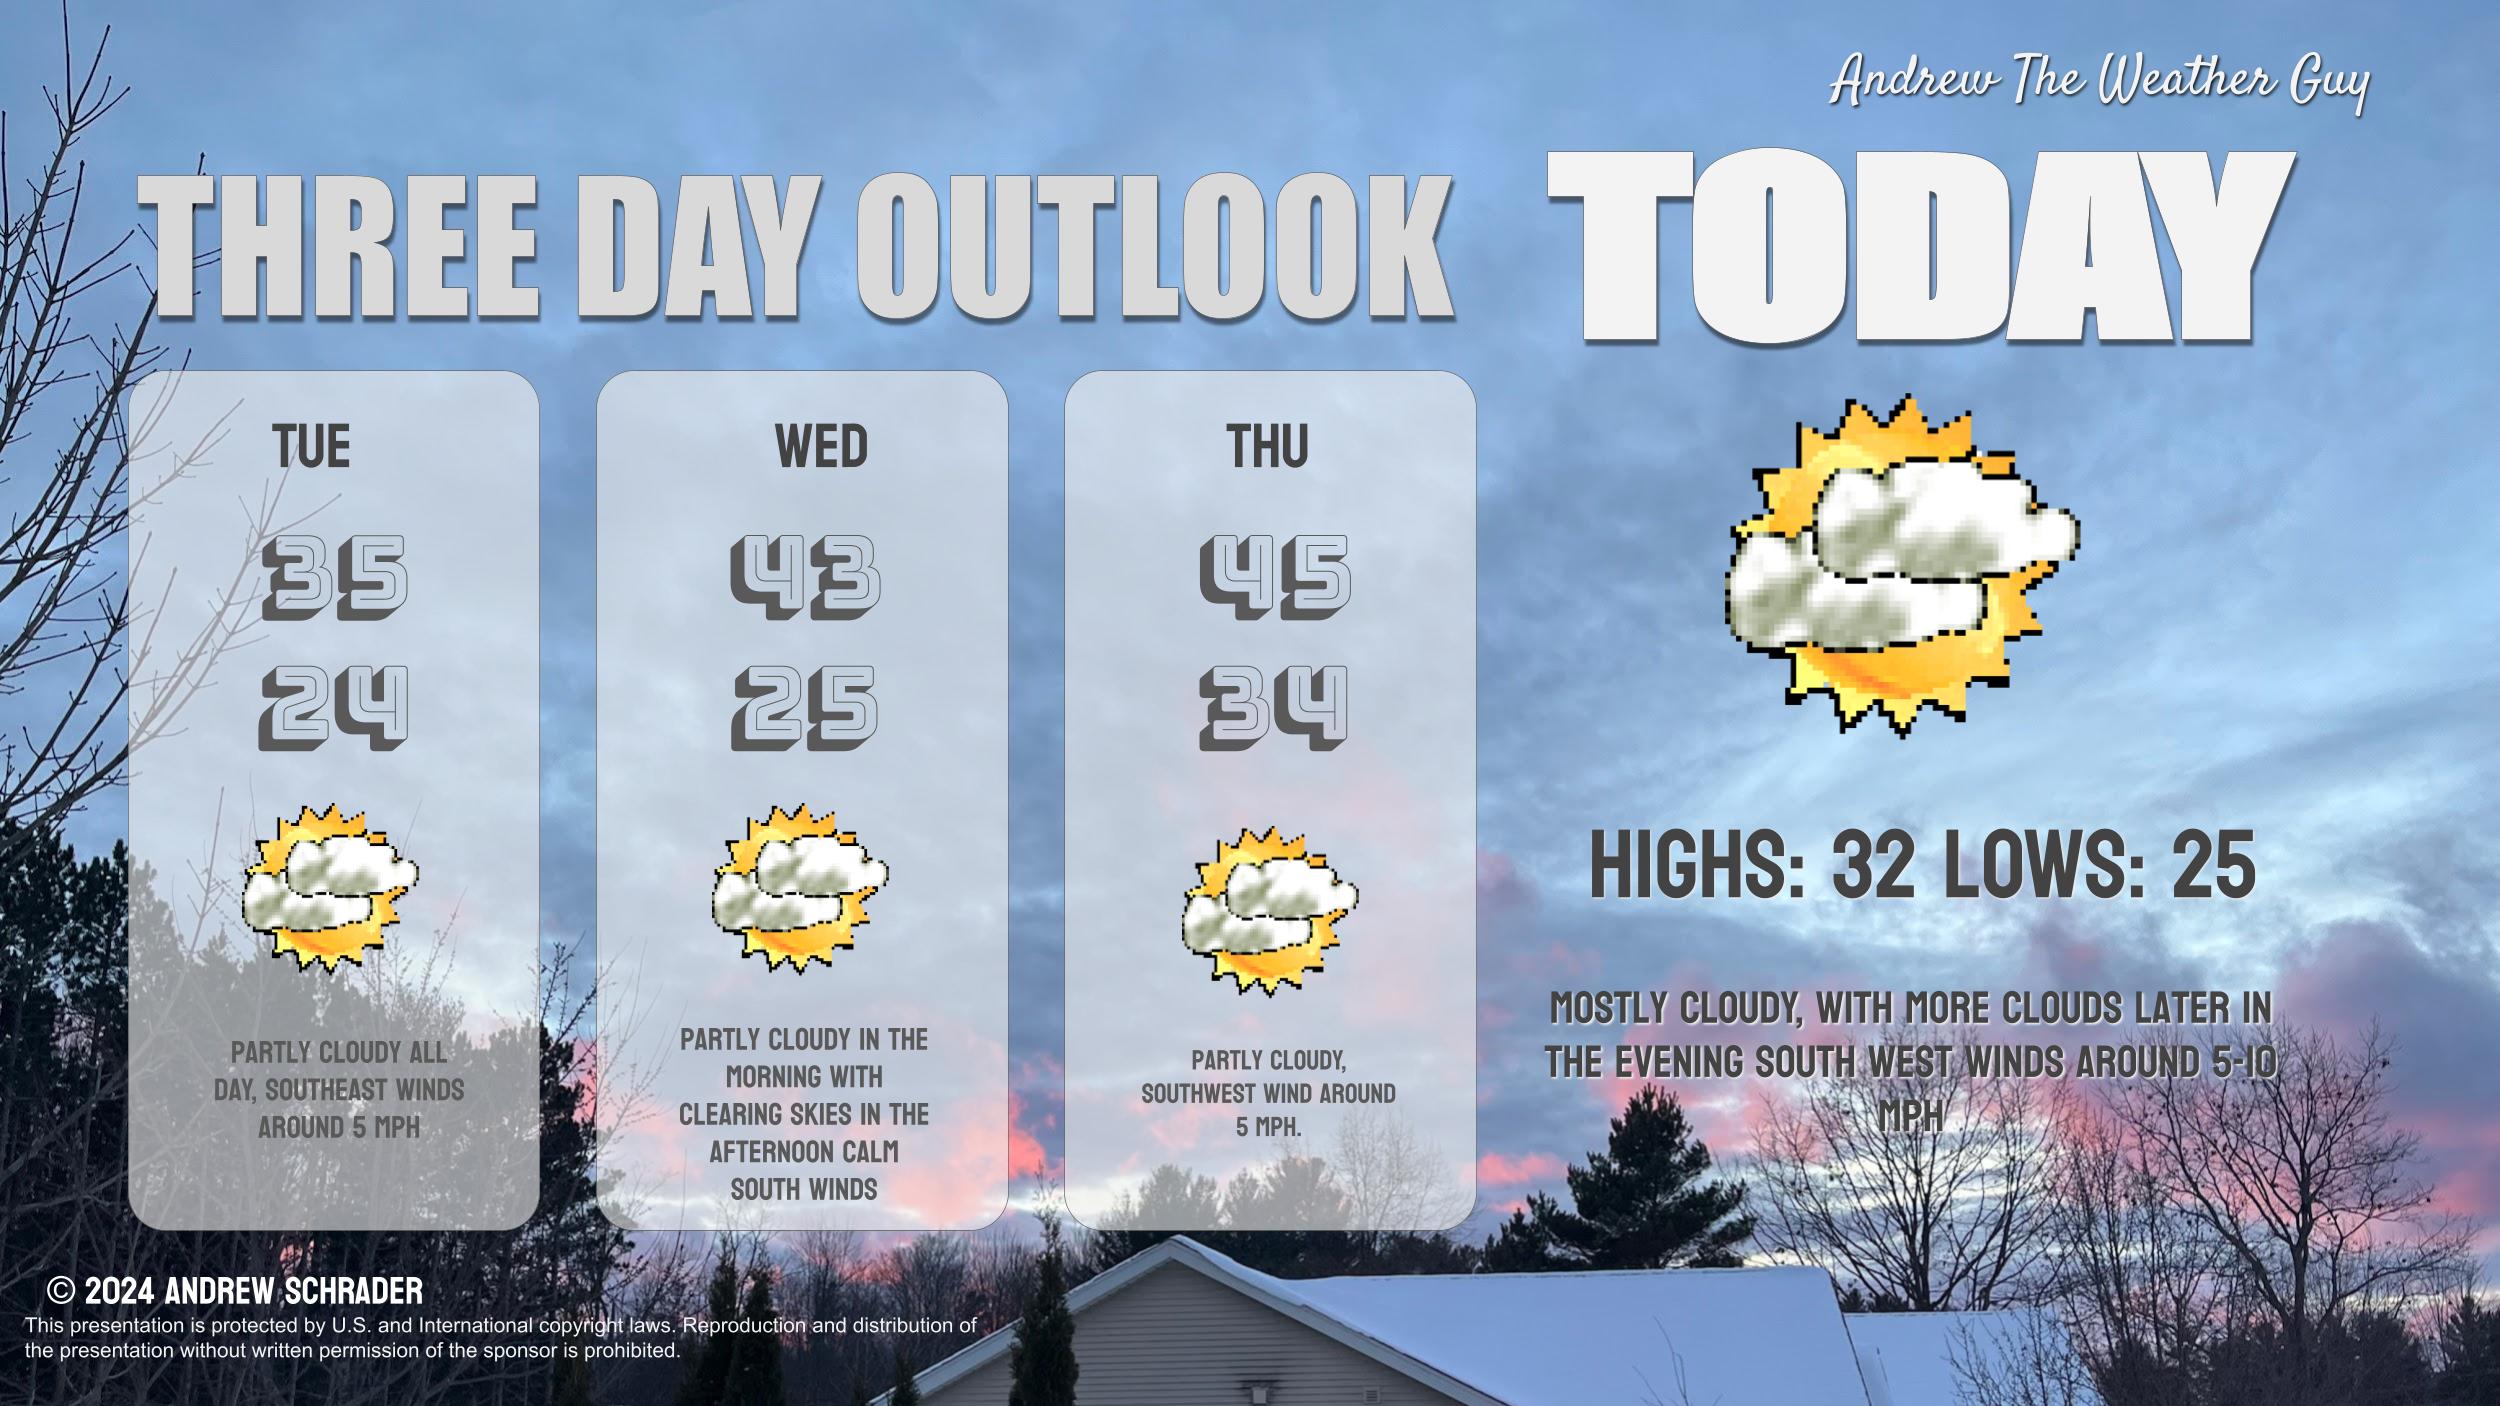 Andrew The Weather Guy
THREE DAY OUTLOOK
TODAY
TUE
35
24
PARTLY CLOUDY ALL
DAY, SOUTHEAST WINDS
AROUND 5 MPH
WED
43
25
PARTLY CLOUDY IN THE
MORNING WITH
CLEARING SKIES IN THE
AFTERNOON CALM
SOUTH WINDS
THU
45
34
PARTLY CLOUDY,
SOUTHWEST WIND AROUND
5 MPH.
HIGHS: 32 LOWS: 25
MOSTLY CLOUDY, WITH MORE CLOUDS LATER IN
THE EVENING SOUTH WEST WINDS AROUND 5-10
MPH
© 2024 ANDREW SCHRADER
This presentation is protected by U.S. and International copyright laws. Reproduction and distribution of
the presentation without written permission of the sponsor is prohibited.